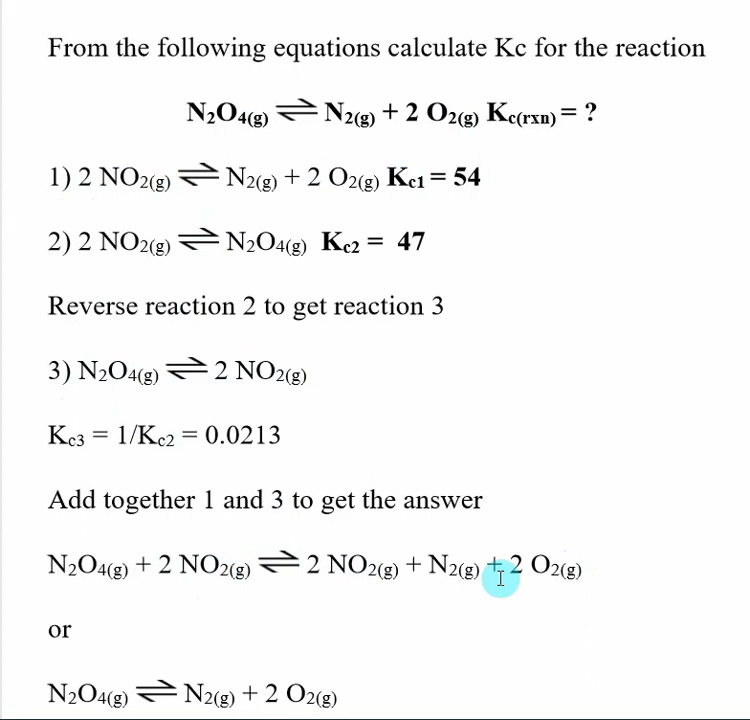 From the following equations calculate Kc for the reaction
N₂O₄(g) ⇌ N₂(g) + 2 O₂(g) Kc(rxn) = ?
1) 2 NO₂(g) ⇌ N₂(g) + 2 O₂(g) Kc1 = 54
2) 2 NO₂(g) ⇌ N₂O₄(g) Kc2 = 47
Reverse reaction 2 to get reaction 3
3) N₂O₄(g) ⇌ 2 NO₂(g)
Kc3 = 1/Kc2 = 0.0213
Add together 1 and 3 to get the answer
N₂O₄(g) + 2 NO₂(g) ⇌ 2 NO₂(g) + N₂(g) + 2 O₂(g)
or
N₂O₄(g) ⇌ N₂(g) + 2 O₂(g)